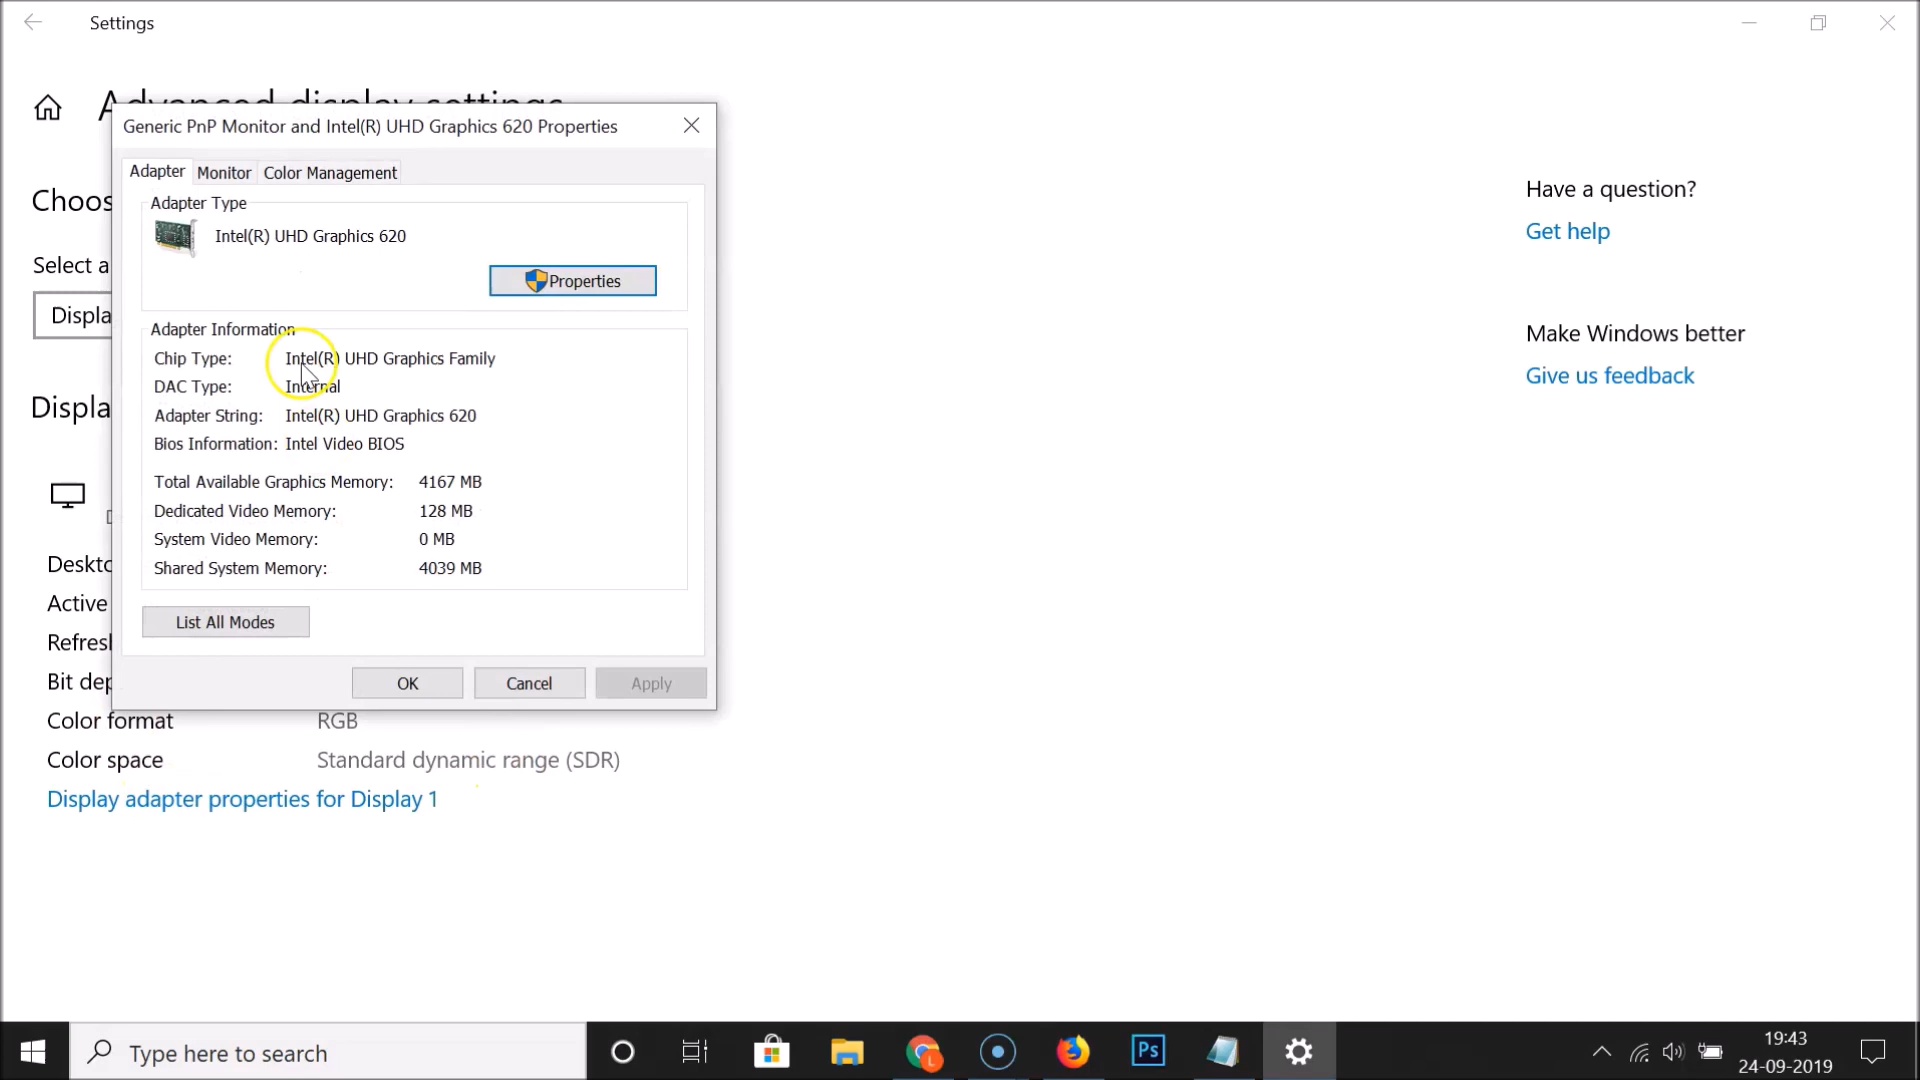 Settings
Advanced display settings
Generic PnP Monitor and Intel(R) UHD Graphics 620 Properties
Adapter
Monitor
Color Management
Adapter Type
Intel(R) UHD Graphics 620
Properties
Adapter Information
Chip Type: Intel(R) UHD Graphics Family
DAC Type: Internal
Adapter String: Intel(R) UHD Graphics 620
Bios Information: Intel Video BIOS
Total Available Graphics Memory: 4167 MB
Dedicated Video Memory: 128 MB
System Video Memory: 0 MB
Shared System Memory: 4039 MB
List All Modes
OK
Cancel
Apply
Choos
Select a
Displa
Displa
Deskto
Active
Refresh
Bit dep
Color format RGB
Color space Standard dynamic range (SDR)
Display adapter properties for Display 1
Have a question?
Get help
Make Windows better
Give us feedback
Type here to search
L
Ps
19:43
24-09-2019